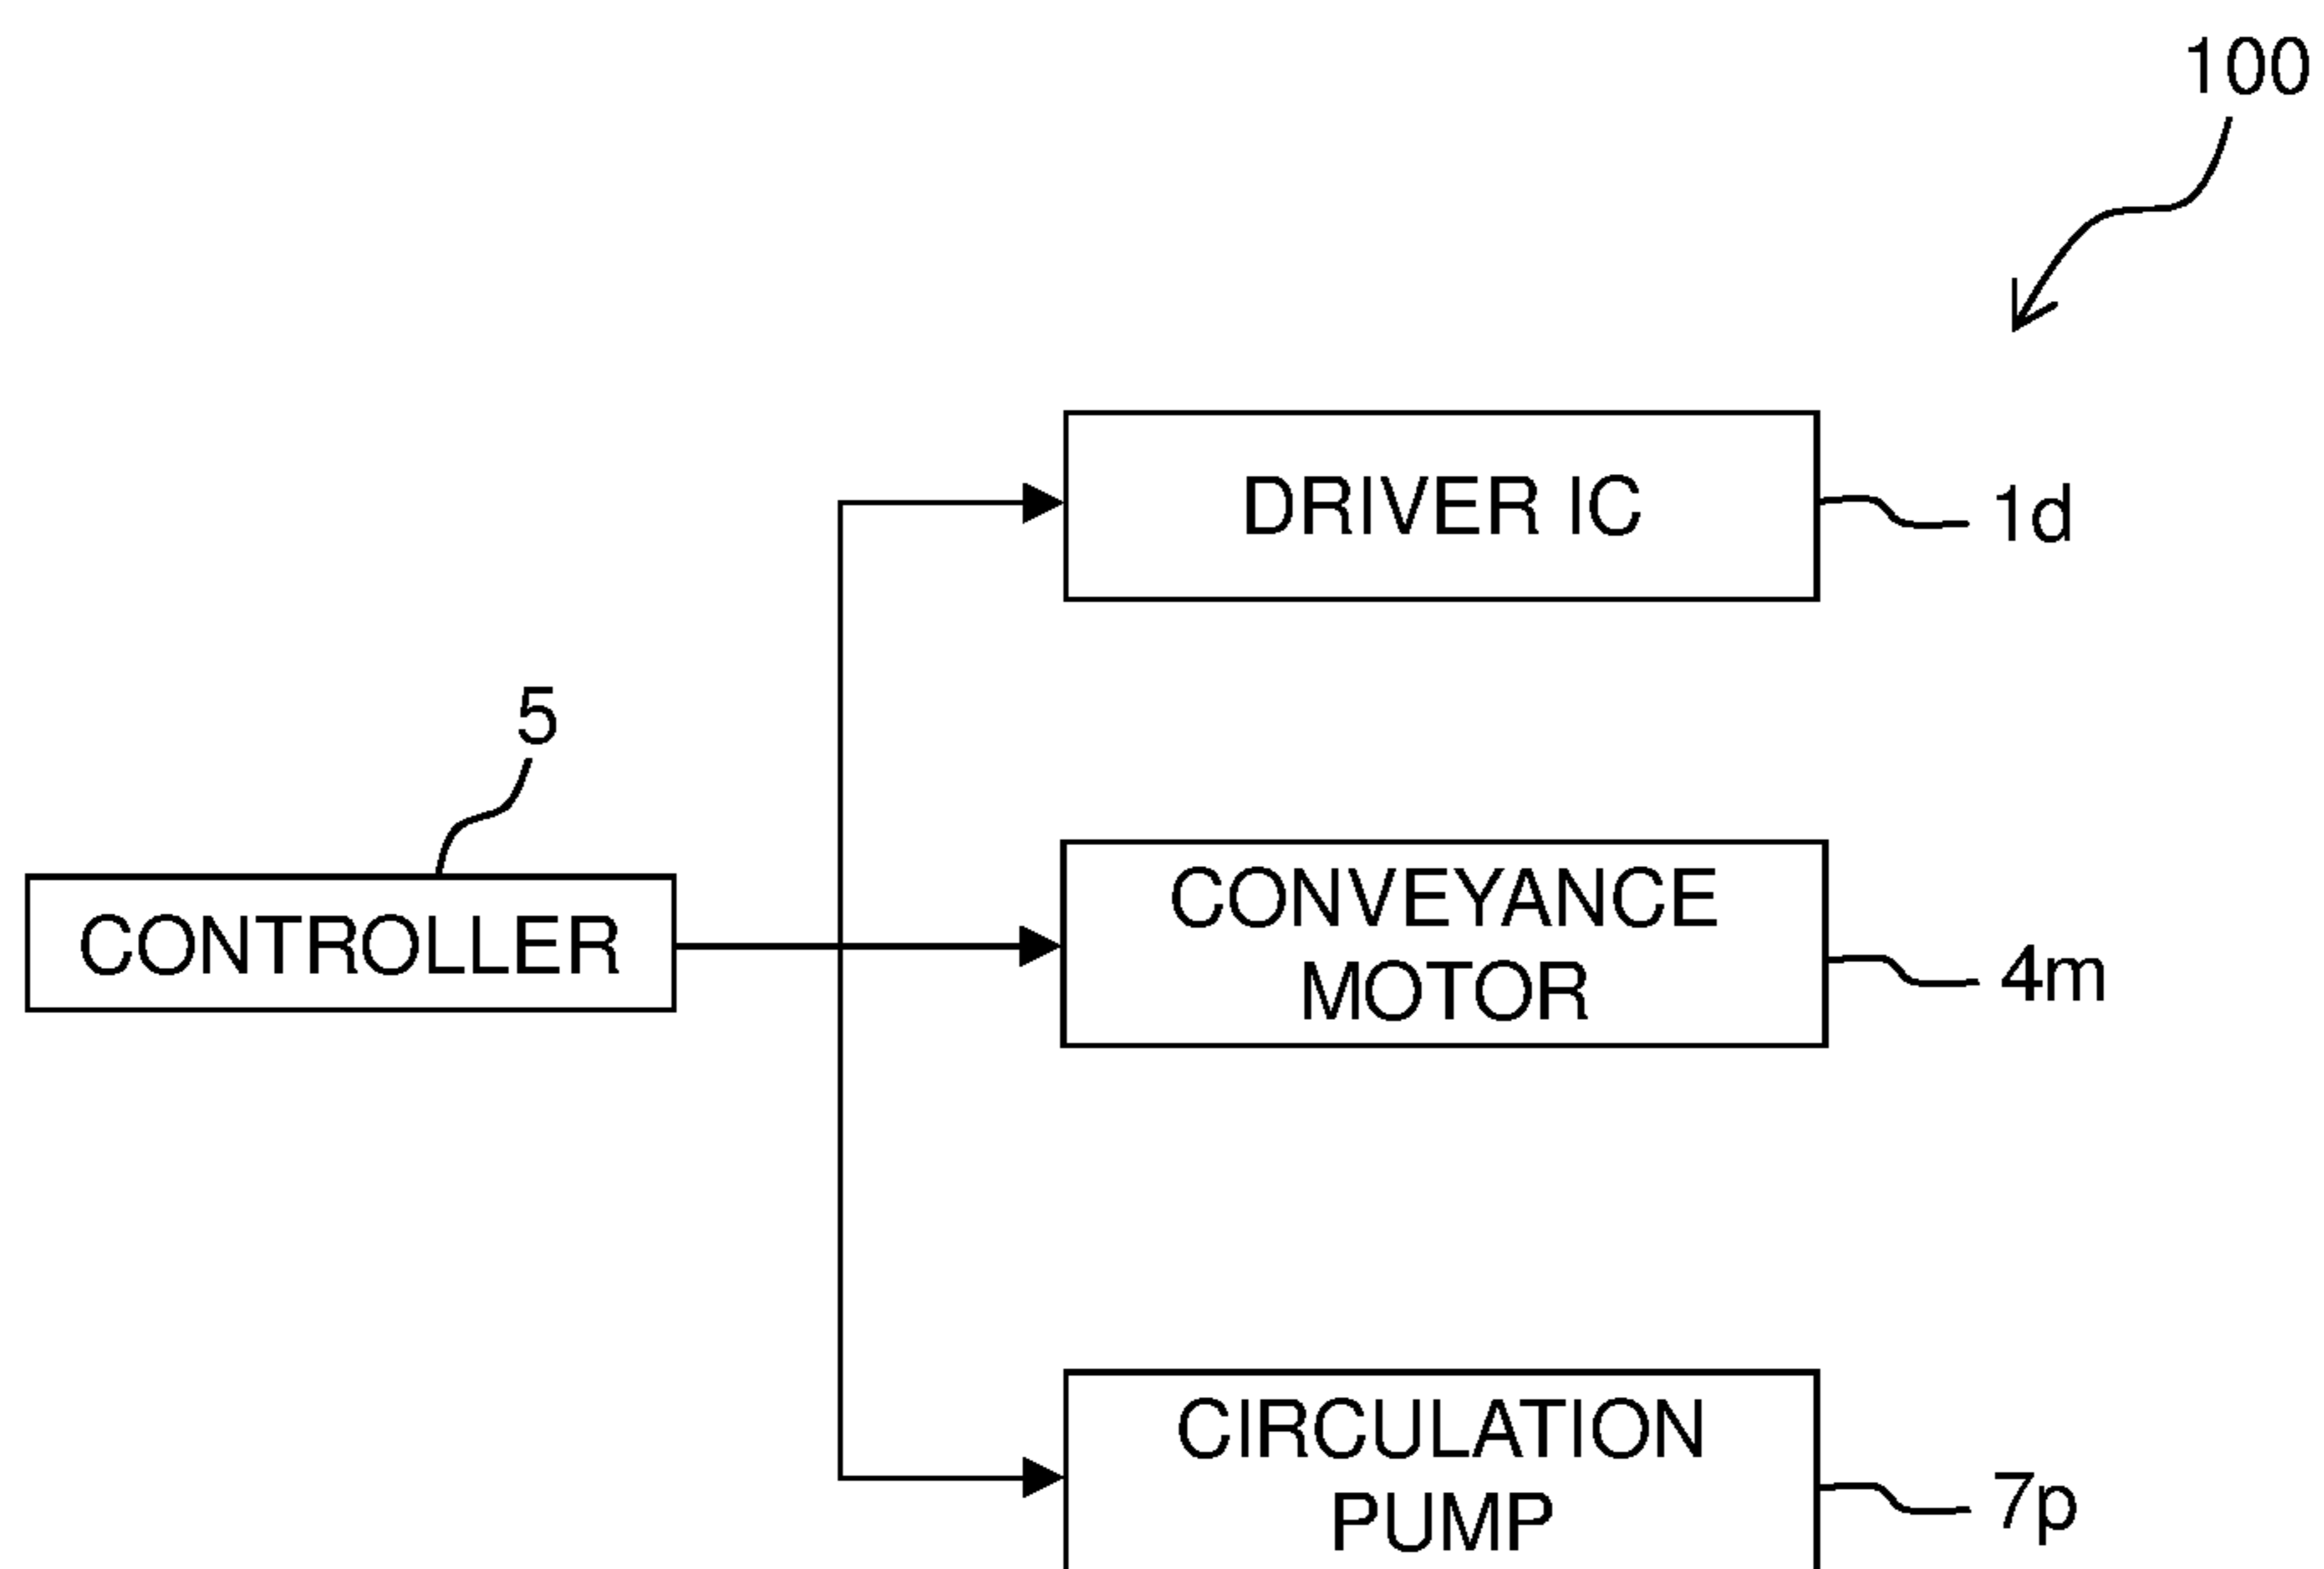 100
DRIVER IC
1d
5
CONTROLLER
CONVEYANCE
MOTOR
4m
CIRCULATION
PUMP
7p